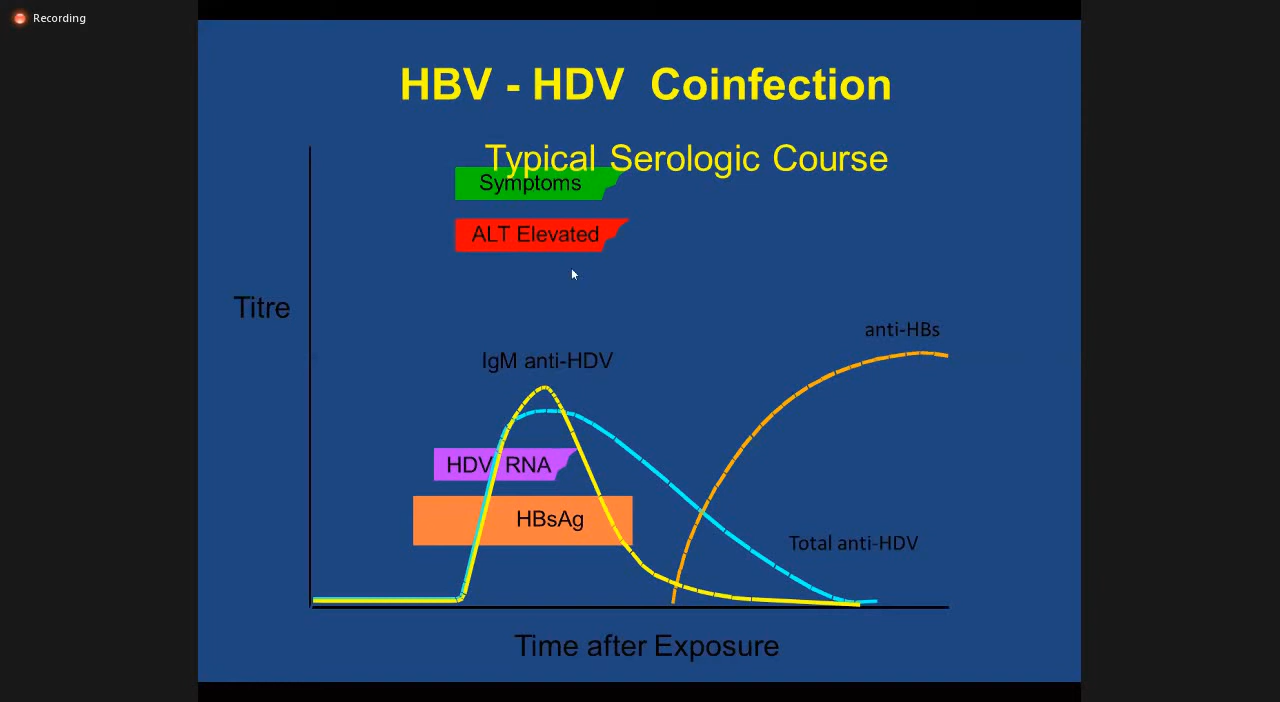 Recording
HBV - HDV Coinfection
Typical Serologic Course
Symptoms
ALT Elevated
Titre
anti-HBs
IgM anti-HDV
HDV RNA
HBsAg
Total anti-HDV
Time after Exposure